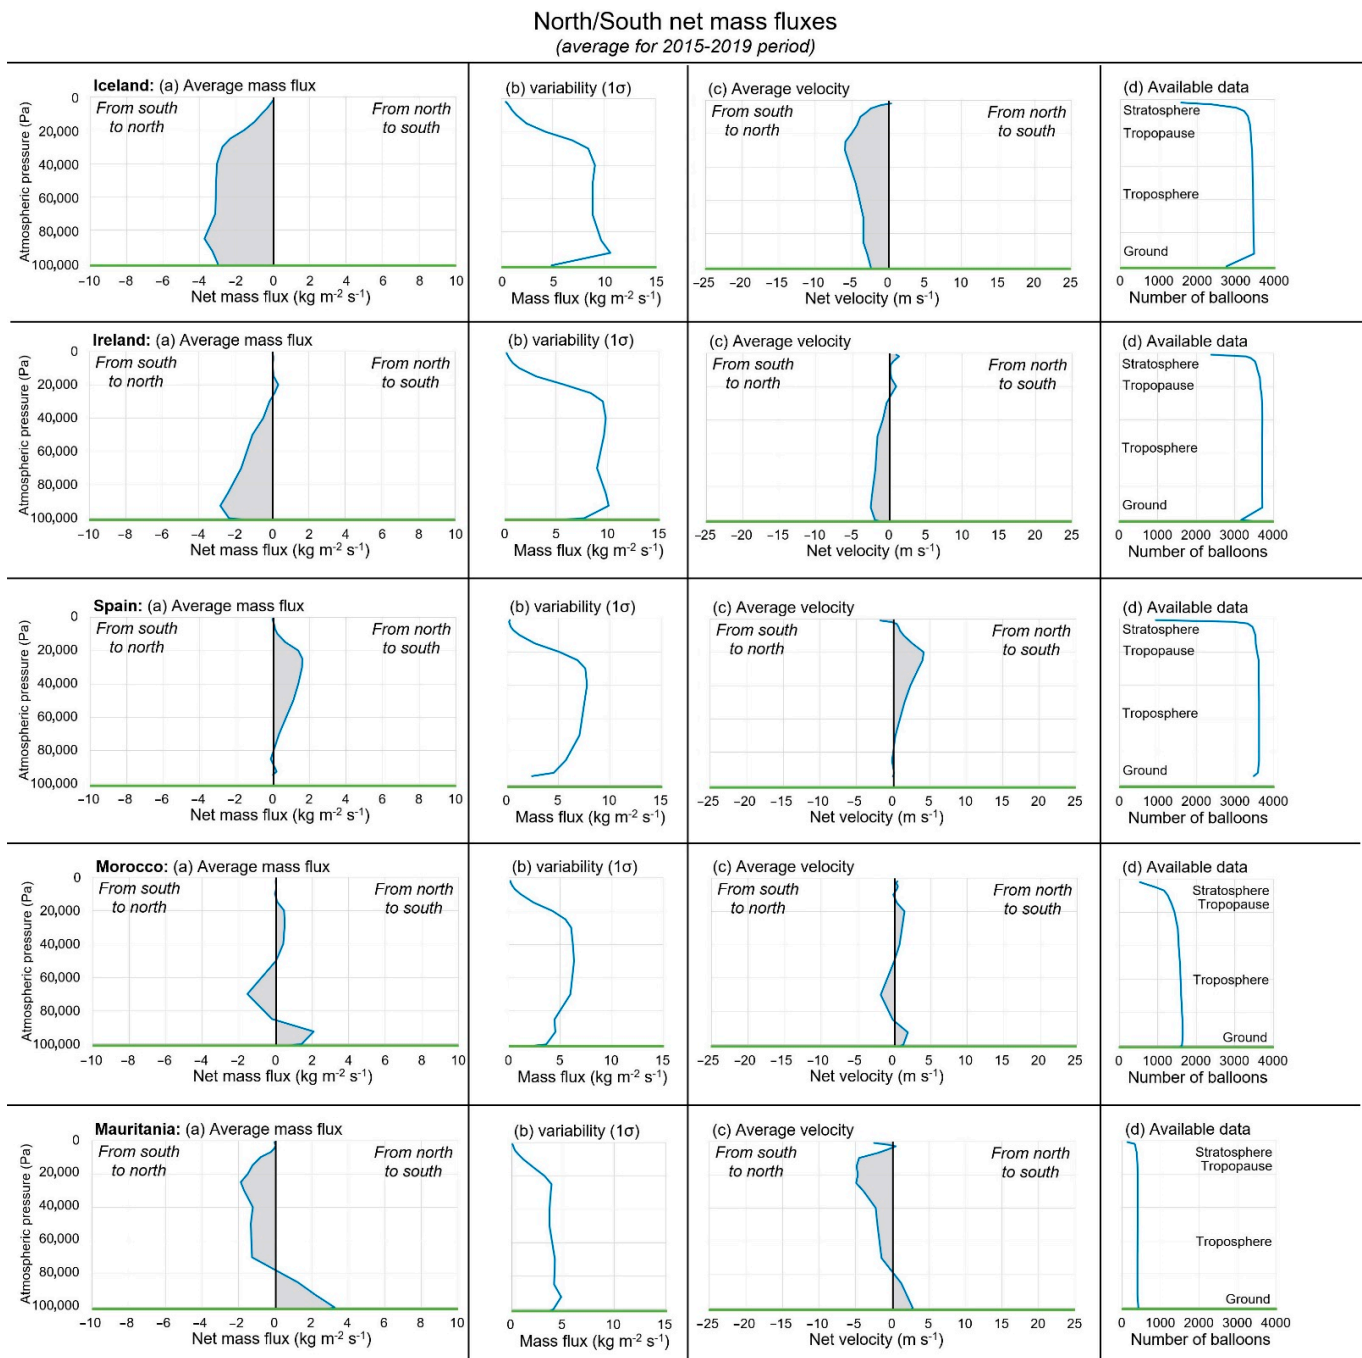 North/South net mass fluxes
(average for 2015-2019 period)
Iceland: (a) Average mass flux
From south
to north
From north
to south
Atmospheric pressure (Pa)
0
20,000
40,000
60,000
80,000
100,000
−10 −8 −6 −4 −2 0 2 4 6 8 10
Net mass flux (kg m⁻² s⁻¹)
(b) variability (1σ)
0 5 10 15
Mass flux (kg m⁻² s⁻¹)
(c) Average velocity
From south
to north
From north
to south
−25 −20 −15 −10 −5 0 5 10 15 20 25
Net velocity (m s⁻¹)
(d) Available data
Stratosphere
Tropopause
Troposphere
Ground
0 1000 2000 3000 4000
Number of balloons
Ireland: (a) Average mass flux
From south
to north
From north
to south
Atmospheric pressure (Pa)
0
20,000
40,000
60,000
80,000
100,000
−10 −8 −6 −4 −2 0 2 4 6 8 10
Net mass flux (kg m⁻² s⁻¹)
(b) variability (1σ)
0 5 10 15
Mass flux (kg m⁻² s⁻¹)
(c) Average velocity
From south
to north
From north
to south
−25 −20 −15 −10 −5 0 5 10 15 20 25
Net velocity (m s⁻¹)
(d) Available data
Stratosphere
Tropopause
Troposphere
Ground
0 1000 2000 3000 4000
Number of balloons
Spain: (a) Average mass flux
From south
to north
From north
to south
Atmospheric pressure (Pa)
0
20,000
40,000
60,000
80,000
100,000
−10 −8 −6 −4 −2 0 2 4 6 8 10
Net mass flux (kg m⁻² s⁻¹)
(b) variability (1σ)
0 5 10 15
Mass flux (kg m⁻² s⁻¹)
(c) Average velocity
From south
to north
From north
to south
−25 −20 −15 −10 −5 0 5 10 15 20 25
Net velocity (m s⁻¹)
(d) Available data
Stratosphere
Tropopause
Troposphere
Ground
0 1000 2000 3000 4000
Number of balloons
Morocco: (a) Average mass flux
From south
to north
From north
to south
Atmospheric pressure (Pa)
0
20,000
40,000
60,000
80,000
100,000
−10 −8 −6 −4 −2 0 2 4 6 8 10
Net mass flux (kg m⁻² s⁻¹)
(b) variability (1σ)
0 5 10 15
Mass flux (kg m⁻² s⁻¹)
(c) Average velocity
From south
to north
From north
to south
−25 −20 −15 −10 −5 0 5 10 15 20 25
Net velocity (m s⁻¹)
(d) Available data
Stratosphere
Tropopause
Troposphere
Ground
0 1000 2000 3000 4000
Number of balloons
Mauritania: (a) Average mass flux
From south
to north
From north
to south
Atmospheric pressure (Pa)
0
20,000
40,000
60,000
80,000
100,000
−10 −8 −6 −4 −2 0 2 4 6 8 10
Net mass flux (kg m⁻² s⁻¹)
(b) variability (1σ)
0 5 10 15
Mass flux (kg m⁻² s⁻¹)
(c) Average velocity
From south
to north
From north
to south
−25 −20 −15 −10 −5 0 5 10 15 20 25
Net velocity (m s⁻¹)
(d) Available data
Stratosphere
Tropopause
Troposphere
Ground
0 1000 2000 3000 4000
Number of balloons